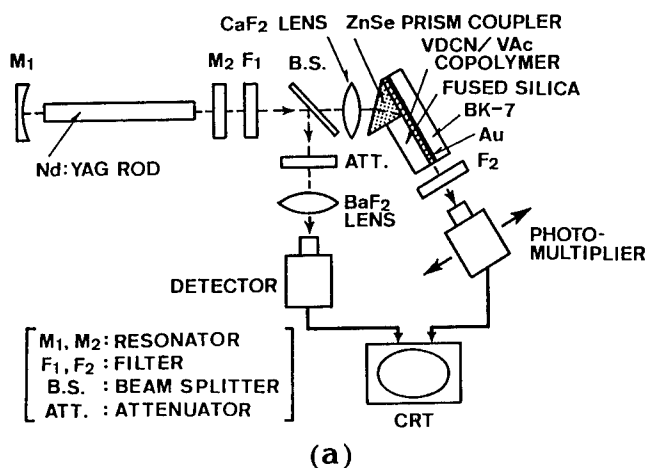 CaF2 LENS
ZnSe PRISM COUPLER
VDCN/VAc
COPOLYMER
FUSED SILICA
BK-7
Au
F2
M1
M2 F1
B.S.
Nd:YAG ROD
ATT.
BaF2
LENS
DETECTOR
PHOTO-
MULTIPLIER
M1, M2 : RESONATOR
F1, F2 : FILTER
B.S. : BEAM SPLITTER
ATT. : ATTENUATOR
CRT
(a)